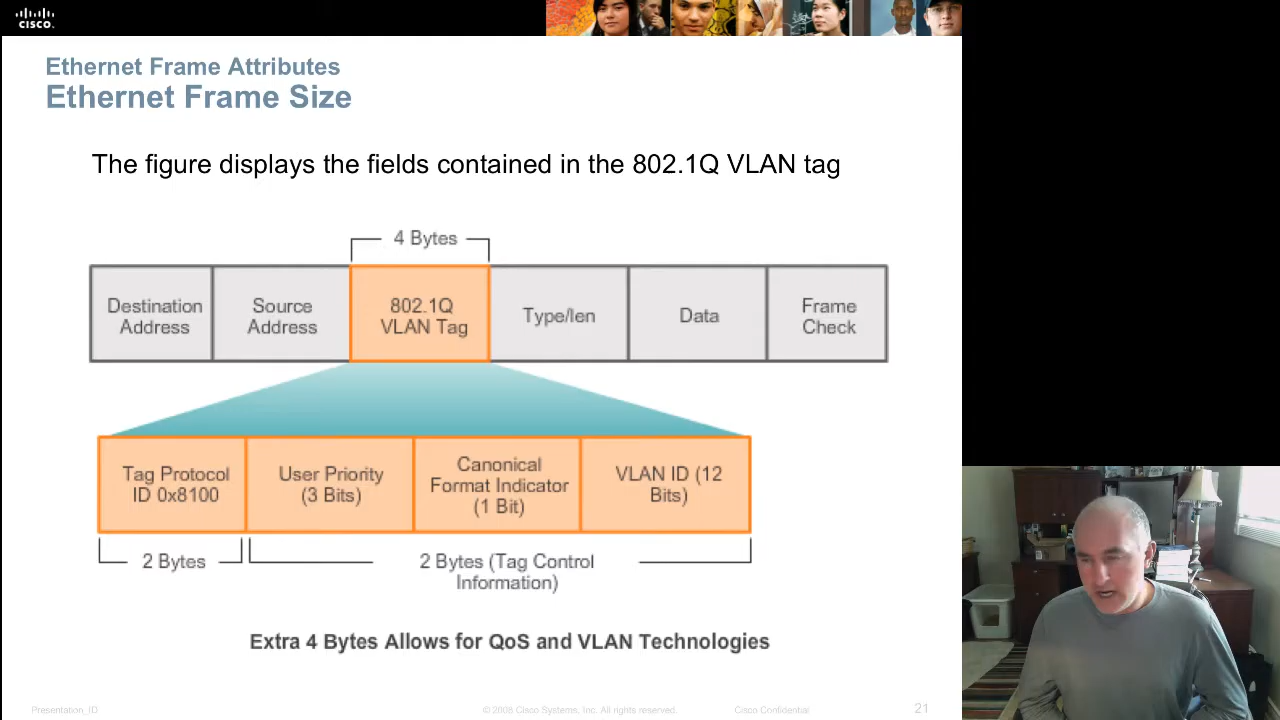 CISCO
Ethernet Frame Attributes
Ethernet Frame Size
The figure displays the fields contained in the 802.1Q VLAN tag
4 Bytes
Destination
Address
Source
Address
802.1Q
VLAN Tag
Type/len
Data
Frame
Check
Tag Protocol
ID 0x8100
User Priority
(3 Bits)
Canonical
Format Indicator
(1 Bit)
VLAN ID (12
Bits)
2 Bytes
2 Bytes (Tag Control
Information)
Extra 4 Bytes Allows for QoS and VLAN Technologies
Presentation_ID
© 2008 Cisco Systems, Inc. All rights reserved.
Cisco Confidential
21